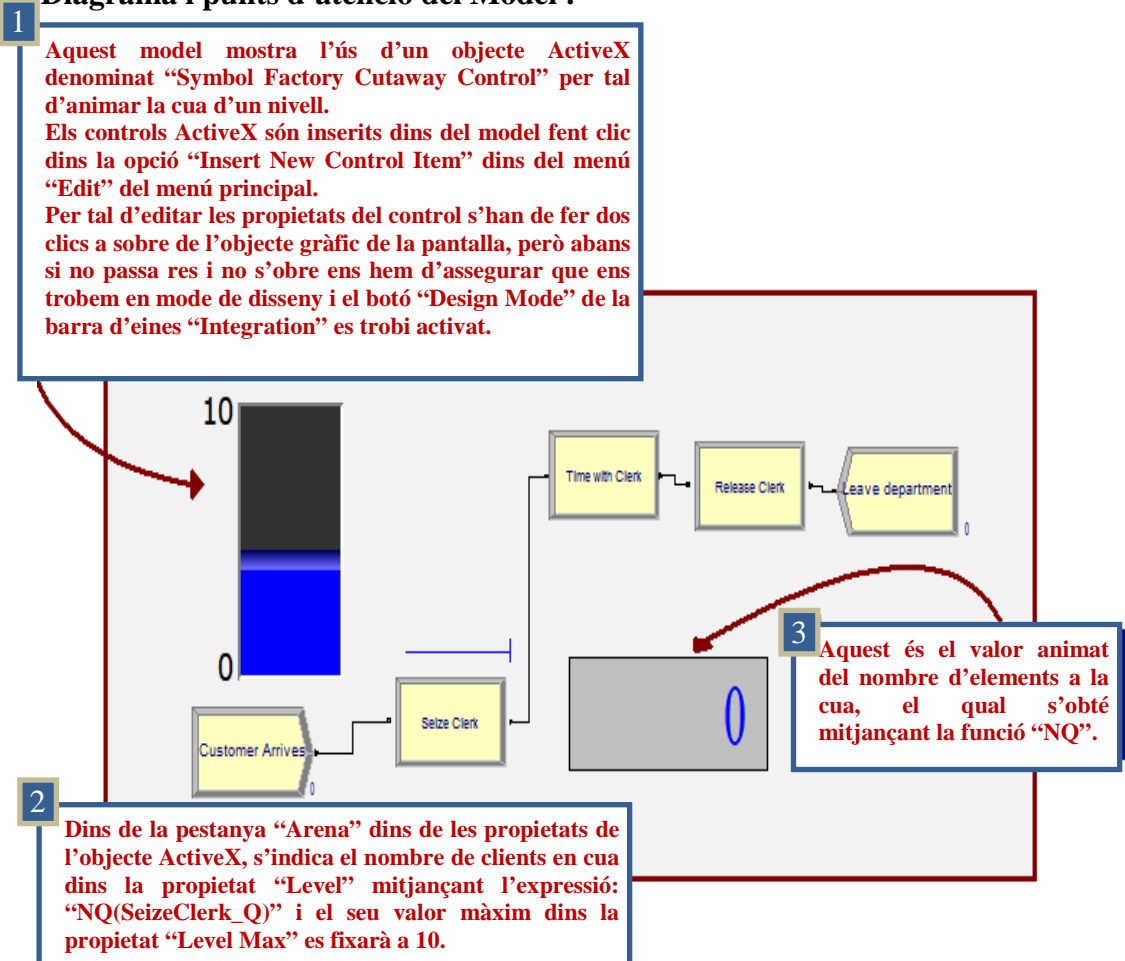 Diagrama i punts d'atenció del Model :
1
Aquest model mostra l'ús d'un objecte ActiveX
denominat “Symbol Factory Cutaway Control” per tal
d'animar la cua d'un nivell.
Els controls ActiveX són inserits dins del model fent clic
dins la opció “Insert New Control Item” dins del menú
“Edit” del menú principal.
Per tal d'editar les propietats del control s'han de fer dos
clics a sobre de l'objecte gràfic de la pantalla, però abans
si no passa res i no s'obre ens hem d'assegurar que ens
trobem en mode de disseny i el botó “Design Mode” de la
barra d'eines “Integration” es trobi activat.
10
0
Time with Clerk
Release Clerk
Leave department
0
Seize Clerk
Customer Arrives
0
0
3
Aquest és el valor animat
del nombre d'elements a la
cua, el qual s'obté
mitjançant la funció “NQ”.
2
Dins de la pestanya “Arena” dins de les propietats de
l'objecte ActiveX, s'indica el nombre de clients en cua
dins la propietat “Level” mitjançant l'expressió:
“NQ(SeizeClerk_Q)” i el seu valor màxim dins la
propietat “Level Max” es fixarà a 10.